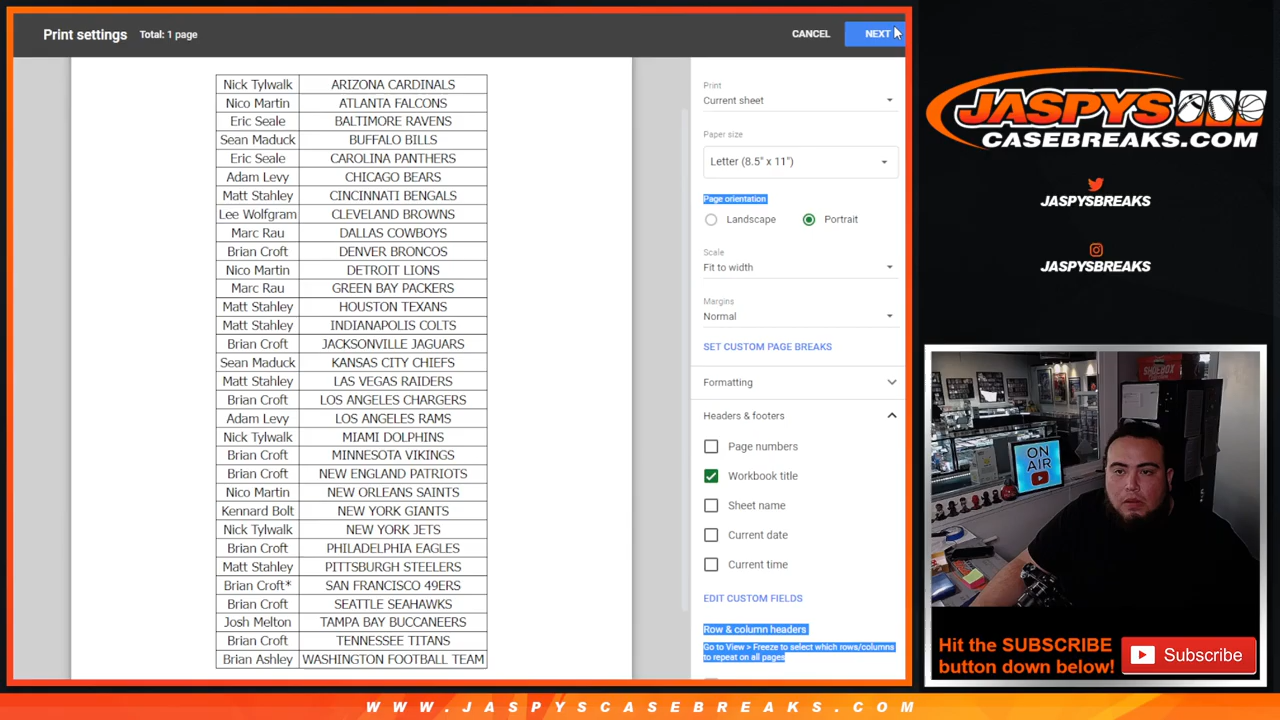 Print settings Total: 1 page CANCEL NEXT
Nick Tylwalk ARIZONA CARDINALS
Nico Martin ATLANTA FALCONS
Eric Seale BALTIMORE RAVENS
Sean Maduck BUFFALO BILLS
Eric Seale CAROLINA PANTHERS
Adam Levy CHICAGO BEARS
Matt Stahley CINCINNATI BENGALS
Lee Wolfgram CLEVELAND BROWNS
Marc Rau DALLAS COWBOYS
Brian Croft DENVER BRONCOS
Nico Martin DETROIT LIONS
Marc Rau GREEN BAY PACKERS
Matt Stahley HOUSTON TEXANS
Matt Stahley INDIANAPOLIS COLTS
Brian Croft JACKSONVILLE JAGUARS
Sean Maduck KANSAS CITY CHIEFS
Matt Stahley LAS VEGAS RAIDERS
Brian Croft LOS ANGELES CHARGERS
Adam Levy LOS ANGELES RAMS
Nick Tylwalk MIAMI DOLPHINS
Brian Croft MINNESOTA VIKINGS
Brian Croft NEW ENGLAND PATRIOTS
Nico Martin NEW ORLEANS SAINTS
Kennard Bolt NEW YORK GIANTS
Nick Tylwalk NEW YORK JETS
Brian Croft PHILADELPHIA EAGLES
Matt Stahley PITTSBURGH STEELERS
Brian Croft* SAN FRANCISCO 49ERS
Brian Croft SEATTLE SEAHAWKS
Josh Melton TAMPA BAY BUCCANEERS
Brian Croft TENNESSEE TITANS
Brian Ashley WASHINGTON FOOTBALL TEAM
Print
Current sheet
Paper size
Letter (8.5" x 11")
Page orientation
Landscape Portrait
Scale
Fit to width
Margins
Normal
SET CUSTOM PAGE BREAKS
Formatting
Headers & footers
Page numbers
Workbook title
Sheet name
Current date
Current time
EDIT CUSTOM FIELDS
Row & column headers
Go to View > Freeze to select which rows/columns
to repeat on all pages
JASPYS
CASEBREAKS.COM
JASPYSBREAKS
JASPYSBREAKS
SHOEBOX
ON
AIR
Hit the SUBSCRIBE
button down below!
Subscribe
WWW.JASPYSCASEBREAKS.COM